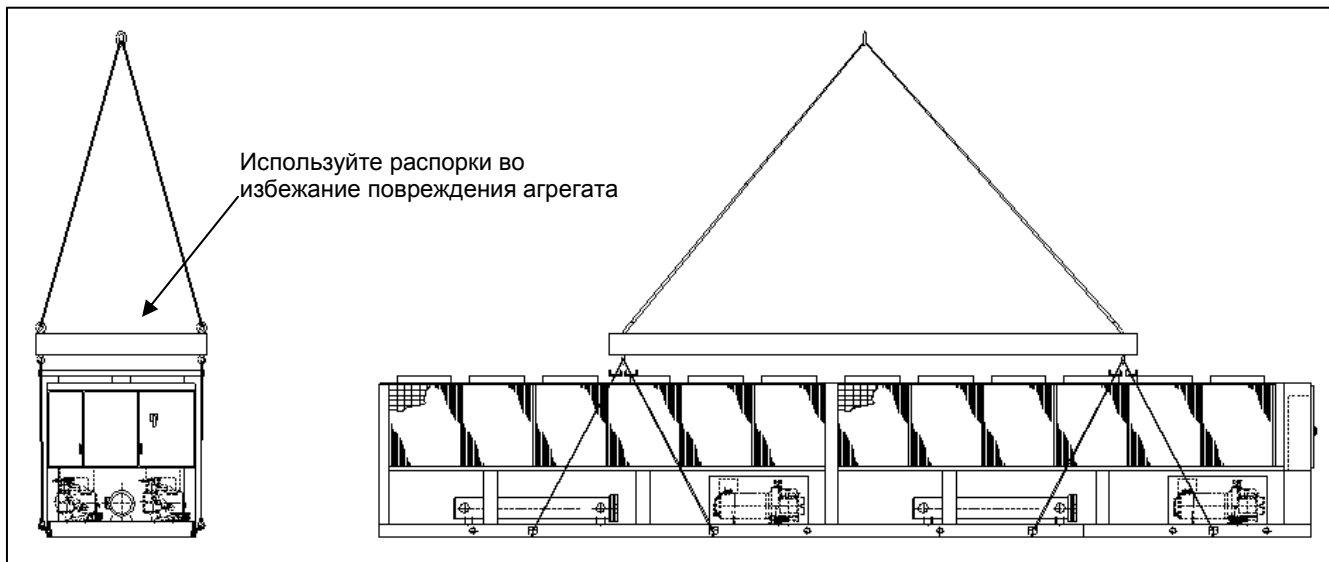 Используйте распорки во
избежание повреждения агрегата